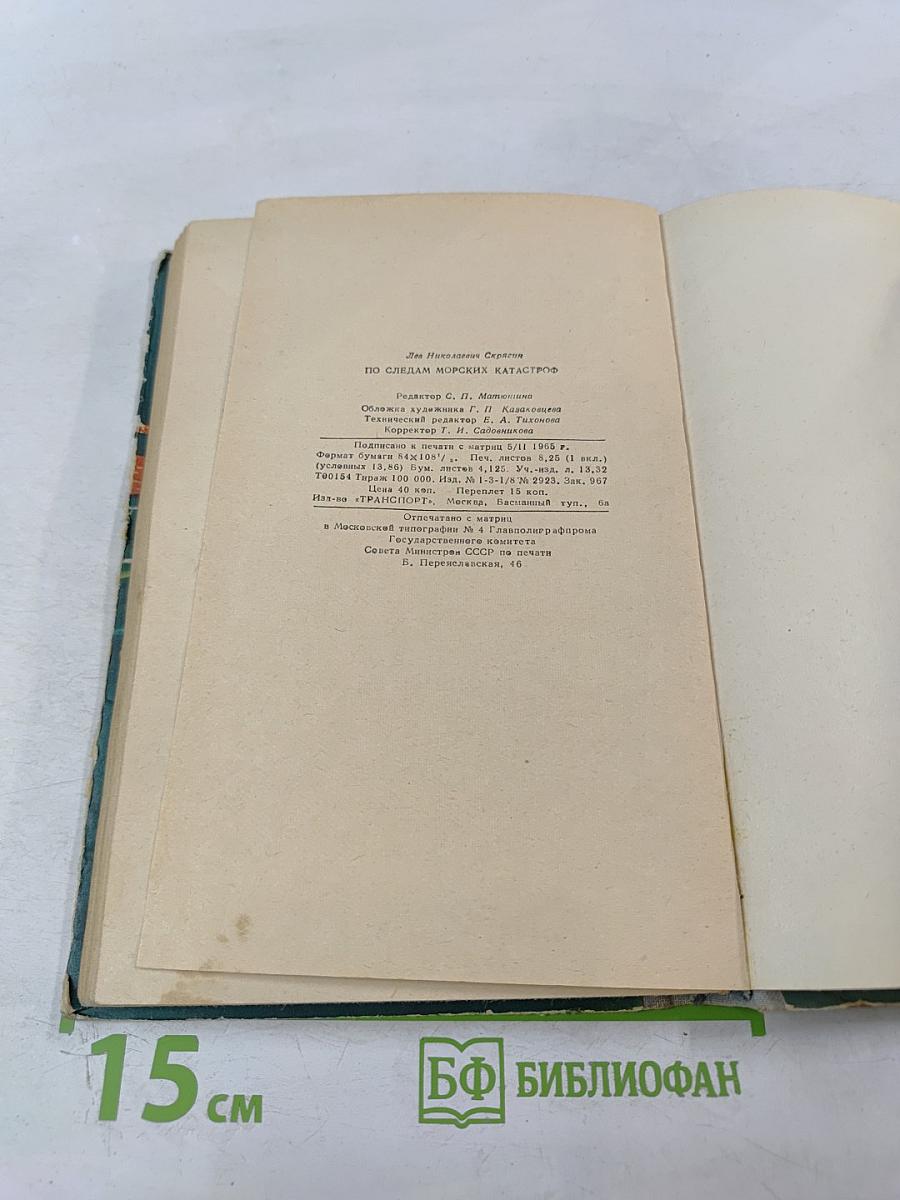 Лев Николаевич Скрягин
ПО СЛЕДАМ МОРСКИХ КАТАСТРОФ
Редактор С. П. Матюшина
Обложка художника Г. П Казаковцева
Технический редактор Е. А. Тихонова
Корректор Т. И. Садовникова
Подписано к печати с матриц 5/II 1965 г.
Формат бумаги 84×108¹/₂. Печ. листов 8,25 (1 вкл.)
(условных 13,86) Бум. листов 4,125. Уч.-изд. л. 13,32
Т00154 Тираж 100 000. Изд. № 1-3-1/8 № 2923. Зак. 967
Цена 40 коп. Переплет 15 коп.
Изд-во «ТРАНСПОРТ», Москва, Басманный туп., 6а
Отпечатано с матриц
в Московской типографии № 4 Главполиграфпрома
Государственного комитета
Совета Министров СССР по печати
Б. Переяславская, 46
15 см
БФ БИБЛИОФАН